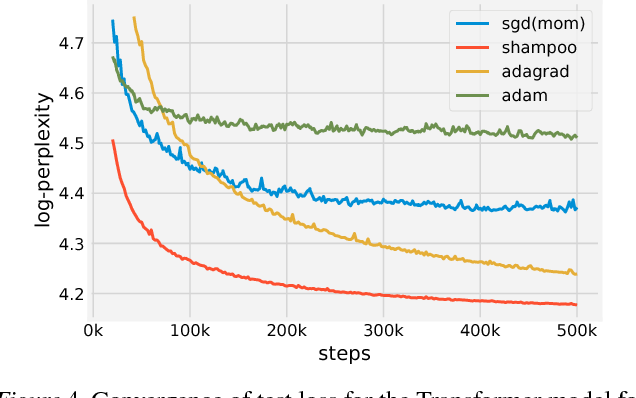 4.7
4.6
4.5
4.4
4.3
4.2
log-perplexity
sgd(mom)
shampoo
adagrad
adam
0k 100k 200k 300k 400k 500k
steps
Figure 4. Convergence of test loss for the Transformer model fo